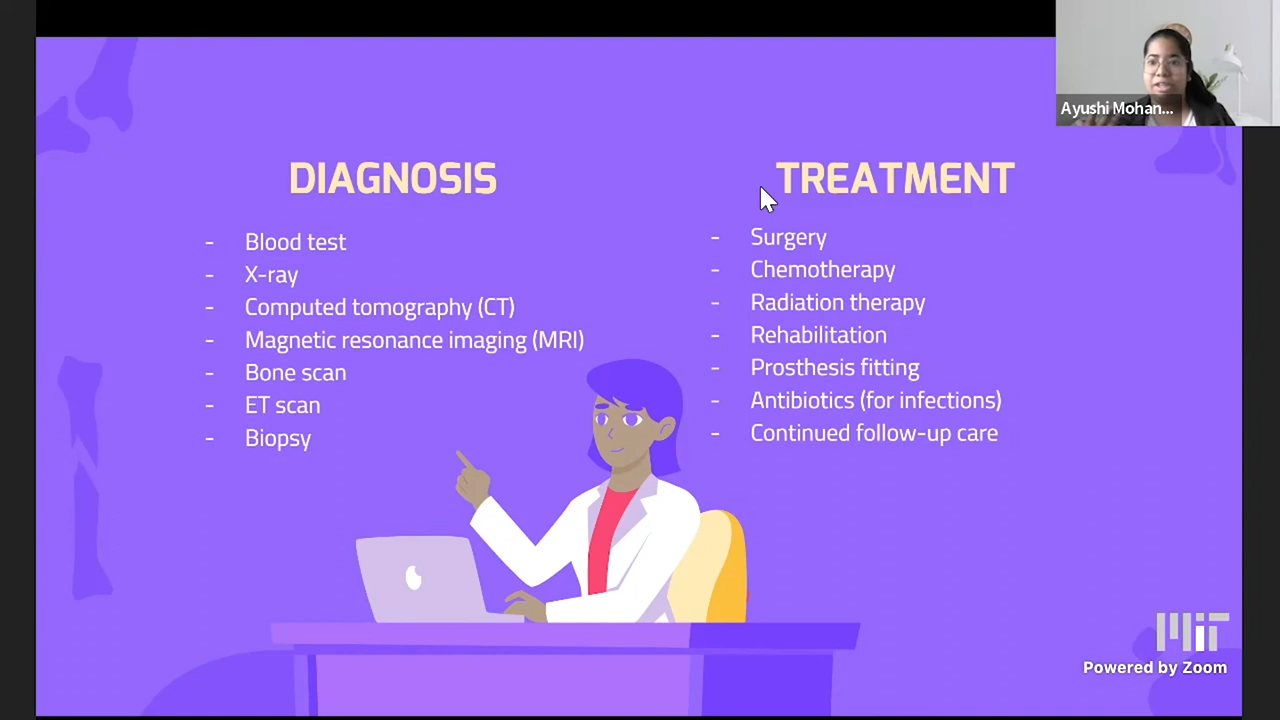 Ayushi Mohan...
DIAGNOSIS
- Blood test
- X-ray
- Computed tomography (CT)
- Magnetic resonance imaging (MRI)
- Bone scan
- ET scan
- Biopsy
TREATMENT
- Surgery
- Chemotherapy
- Radiation therapy
- Rehabilitation
- Prosthesis fitting
- Antibiotics (for infections)
- Continued follow-up care
MIT
Powered by Zoom